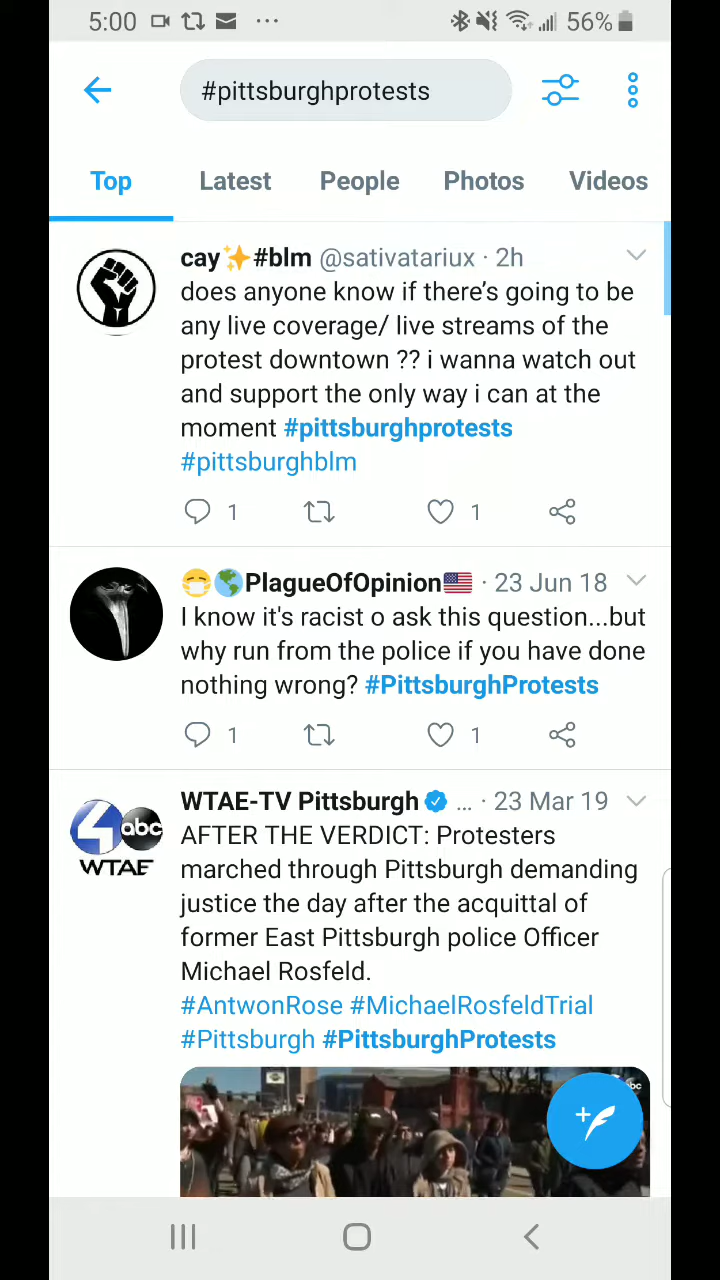 5:00 ... 56%
#pittsburghprotests
Top Latest People Photos Videos
cay✨#blm @sativatariux · 2h
does anyone know if there's going to be
any live coverage/ live streams of the
protest downtown ?? i wanna watch out
and support the only way i can at the
moment #pittsburghprotests
#pittsburghblm
1 1
😷🌎PlagueOfOpinion🇺🇸 · 23 Jun 18
I know it's racist o ask this question...but
why run from the police if you have done
nothing wrong? #PittsburghProtests
1 1
WTAE-TV Pittsburgh ... · 23 Mar 19
4 abc
WTAE
AFTER THE VERDICT: Protesters
marched through Pittsburgh demanding
justice the day after the acquittal of
former East Pittsburgh police Officer
Michael Rosfeld.
#AntwonRose #MichaelRosfeldTrial
#Pittsburgh #PittsburghProtests
abc